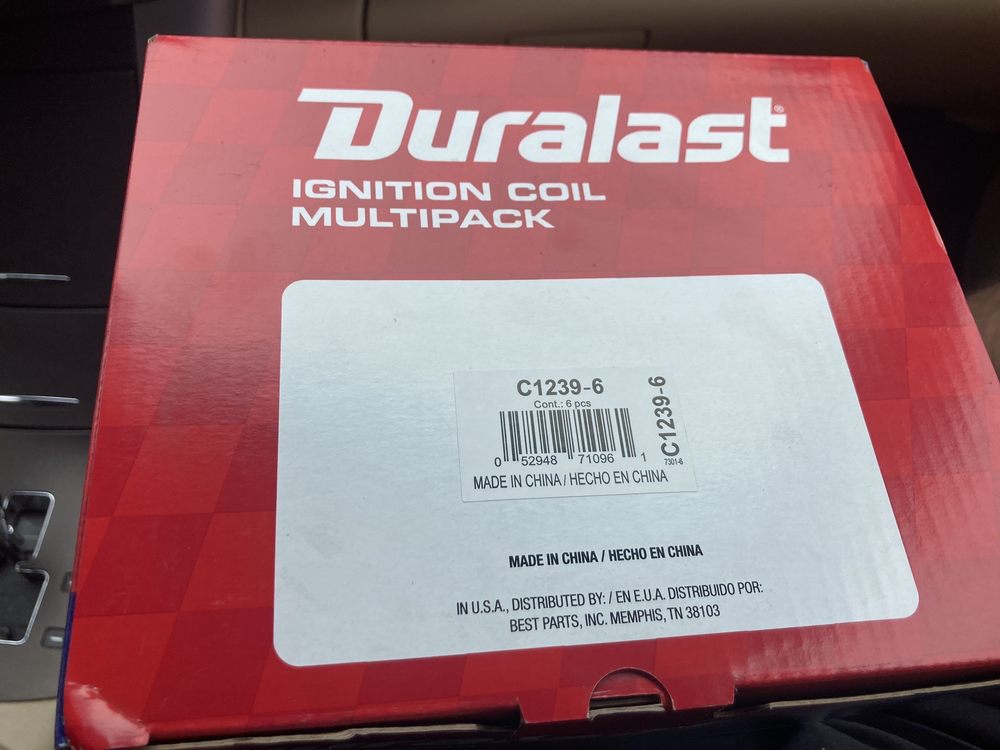 Duralast®
IGNITION COIL
MULTIPACK
C1239-6
Cont.: 6 pcs
0 52948 71096 1
MADE IN CHINA / HECHO EN CHINA
C1239-6
7301-6
MADE IN CHINA / HECHO EN CHINA
IN U.S.A., DISTRIBUTED BY: / EN E.U.A. DISTRIBUIDO POR:
BEST PARTS, INC. MEMPHIS, TN 38103